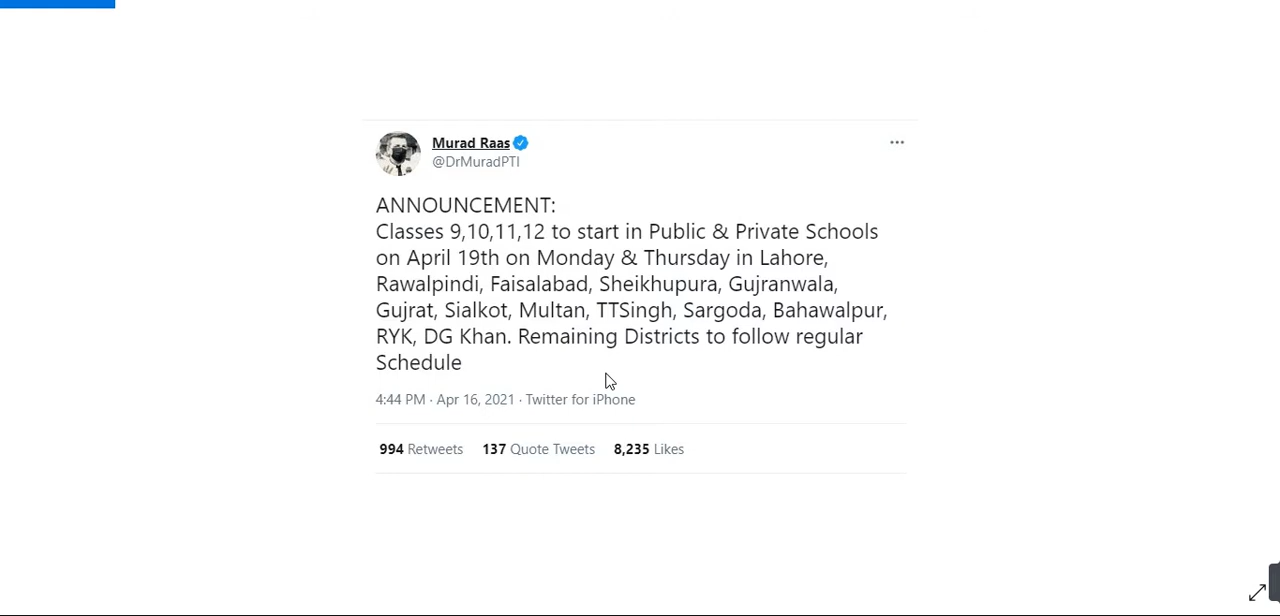 Murad Raas
@DrMuradPTI
ANNOUNCEMENT:
Classes 9,10,11,12 to start in Public & Private Schools
on April 19th on Monday & Thursday in Lahore,
Rawalpindi, Faisalabad, Sheikhupura, Gujranwala,
Gujrat, Sialkot, Multan, TTSingh, Sargoda, Bahawalpur,
RYK, DG Khan. Remaining Districts to follow regular
Schedule
4:44 PM · Apr 16, 2021 · Twitter for iPhone
994 Retweets 137 Quote Tweets 8,235 Likes